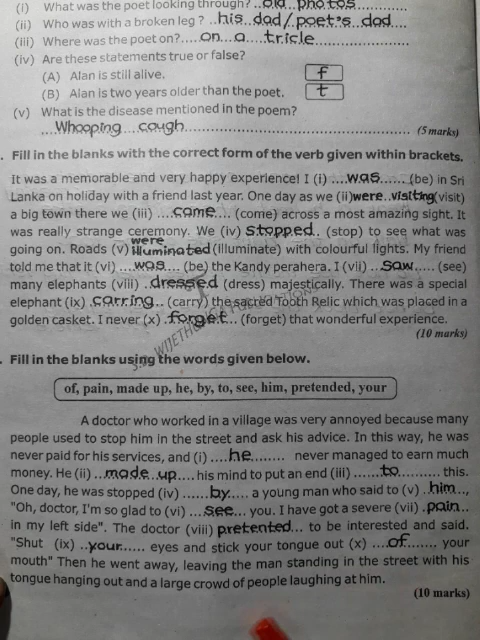 (i) What was the poet looking through? ..old..photos......
(ii) Who was with a broken leg ? ..his..dad/poet's..dad....
(iii) Where was the poet on?....on...a...tricle.............
(iv) Are these statements true or false?
(A) Alan is still alive. f
(B) Alan is two years older than the poet. t
(v) What is the disease mentioned in the poem?
....Whooping...cough............................................ (5 marks)
. Fill in the blanks with the correct form of the verb given within brackets.
It was a memorable and very happy experience! I (i) ....was...... (be) in Sri
Lanka on holiday with a friend last year. One day as we (ii)were..visiting(visit)
a big town there we (iii) .....come..... (come) across a most amazing sight. It
was really strange ceremony. We (iv) Stopped.. (stop) to see what was
going on. Roads (v) were illuminated (illuminate) with colourful lights. My friend
told me that it (vi) ....was.... (be) the Kandy perahera. I (vii) ...saw..... (see)
many elephants (viii) ..dressed (dress) majestically. There was a special
elephant (ix) .carring... (carry) the sacred Tooth Relic which was placed in a
golden casket. I never (x) .forget... (forget) that wonderful experience.
(10 marks)
. Fill in the blanks using the words given below.
of, pain, made up, he, by, to, see, him, pretended, your
A doctor who worked in a village was very annoyed because many
people used to stop him in the street and ask his advice. In this way, he was
never paid for his services, and (i) ....he........ never managed to earn much
money. He (ii) ..made..up.... his mind to put an end (iii) ......to.......... this.
One day, he was stopped (iv) ......by..... a young man who said to (v) .him..,
"Oh, doctor, I'm so glad to (vi) ...see... you. I have got a severe (vii) .pain..
in my left side". The doctor (viii) pretented... to be interested and said.
"Shut (ix) ..your...... eyes and stick your tongue out (x) ....of........ your
mouth" Then he went away, leaving the man standing in the street with his
tongue hanging out and a large crowd of people laughing at him.
(10 marks)